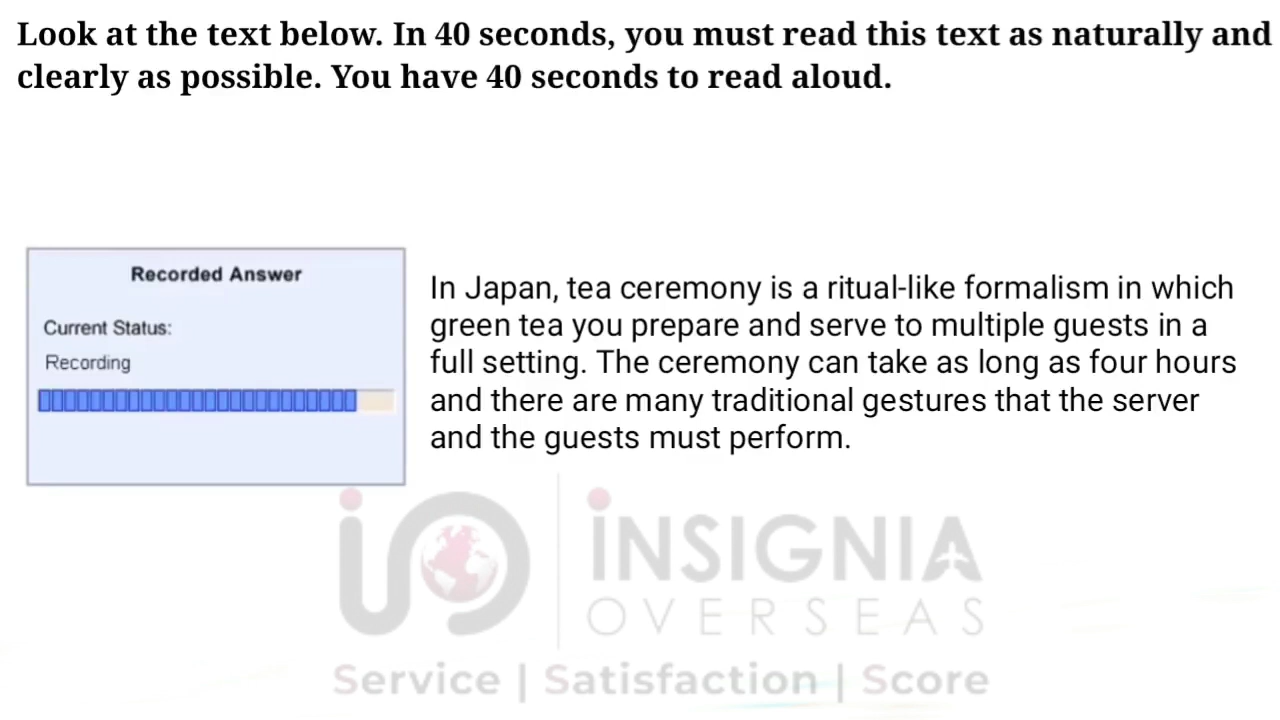 Look at the text below. In 40 seconds, you must read this text as naturally and
clearly as possible. You have 40 seconds to read aloud.
Recorded Answer
Current Status:
Recording
In Japan, tea ceremony is a ritual-like formalism in which
green tea you prepare and serve to multiple guests in a
full setting. The ceremony can take as long as four hours
and there are many traditional gestures that the server
and the guests must perform.
INSIGNIA
OVERSEAS
Service | Satisfaction | Score